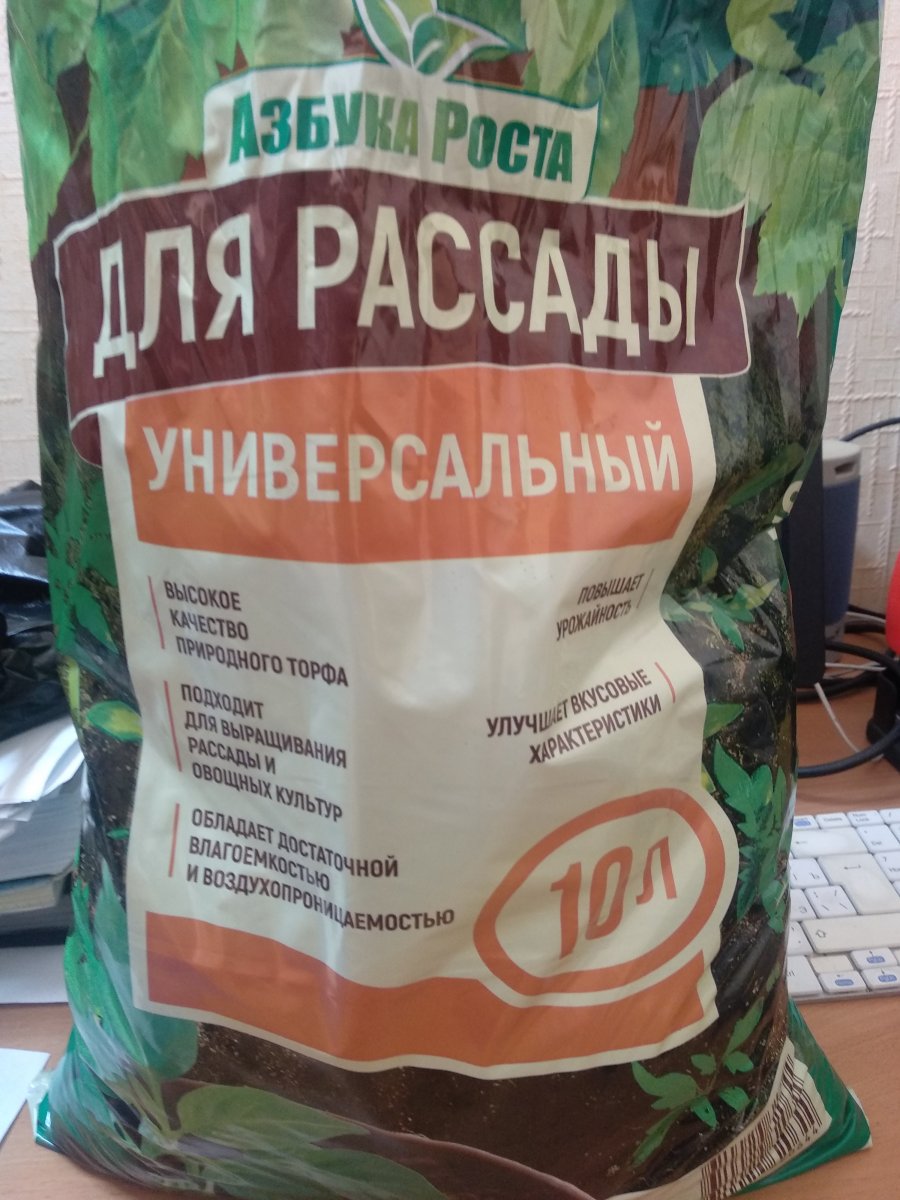 АЗБУКА РОСТА
ДЛЯ РАССАДЫ
УНИВЕРСАЛЬНЫЙ
ВЫСОКОЕ
КАЧЕСТВО
ПРИРОДНОГО ТОРФА
ПОДХОДИТ
ДЛЯ ВЫРАЩИВАНИЯ
РАССАДЫ И
ОВОЩНЫХ КУЛЬТУР
ОБЛАДАЕТ ДОСТАТОЧНОЙ
ВЛАГОЕМКОСТЬЮ
И ВОЗДУХОПРОНИЦАЕМОСТЬЮ
ПОВЫШАЕТ
УРОЖАЙНОСТЬ
УЛУЧШАЕТ ВКУСОВЫЕ
ХАРАКТЕРИСТИКИ
10 Л